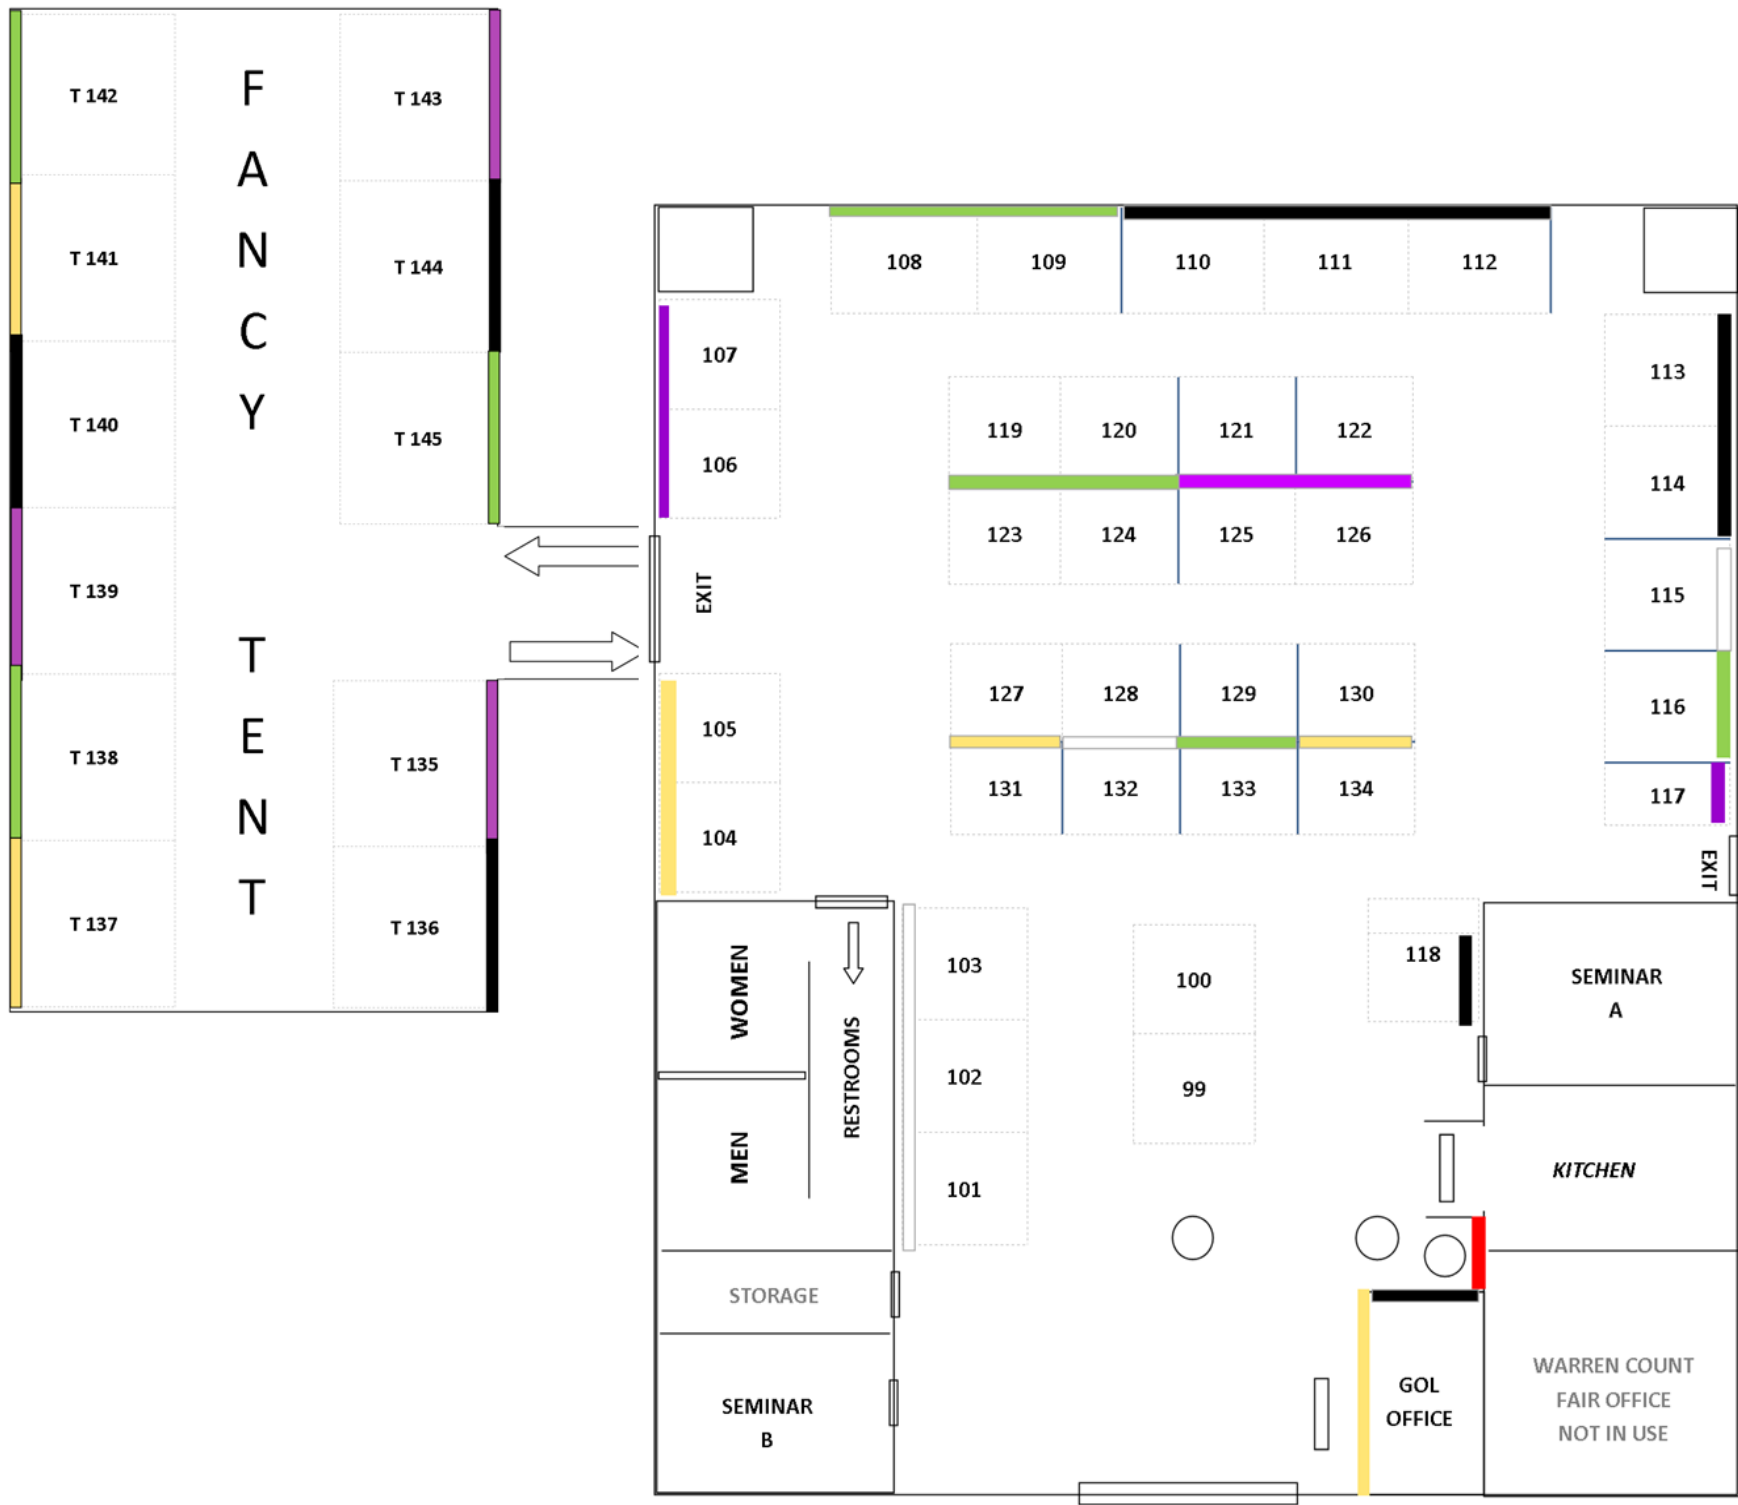 T 142
T 141
T 140
T 139
T 138
T 137
F
A
N
C
Y
T
E
N
T
T 143
T 144
T 145
T 135
T 136
108
109
110
111
112
107
106
EXIT
105
104
119
120
121
122
123
124
125
126
127
128
129
130
131
132
133
134
113
114
115
116
117
EXIT
WOMEN
MEN
RESTROOMS
103
102
101
100
99
118
SEMINAR
A
KITCHEN
STORAGE
SEMINAR
B
GOL
OFFICE
WARREN COUNT
FAIR OFFICE
NOT IN USE